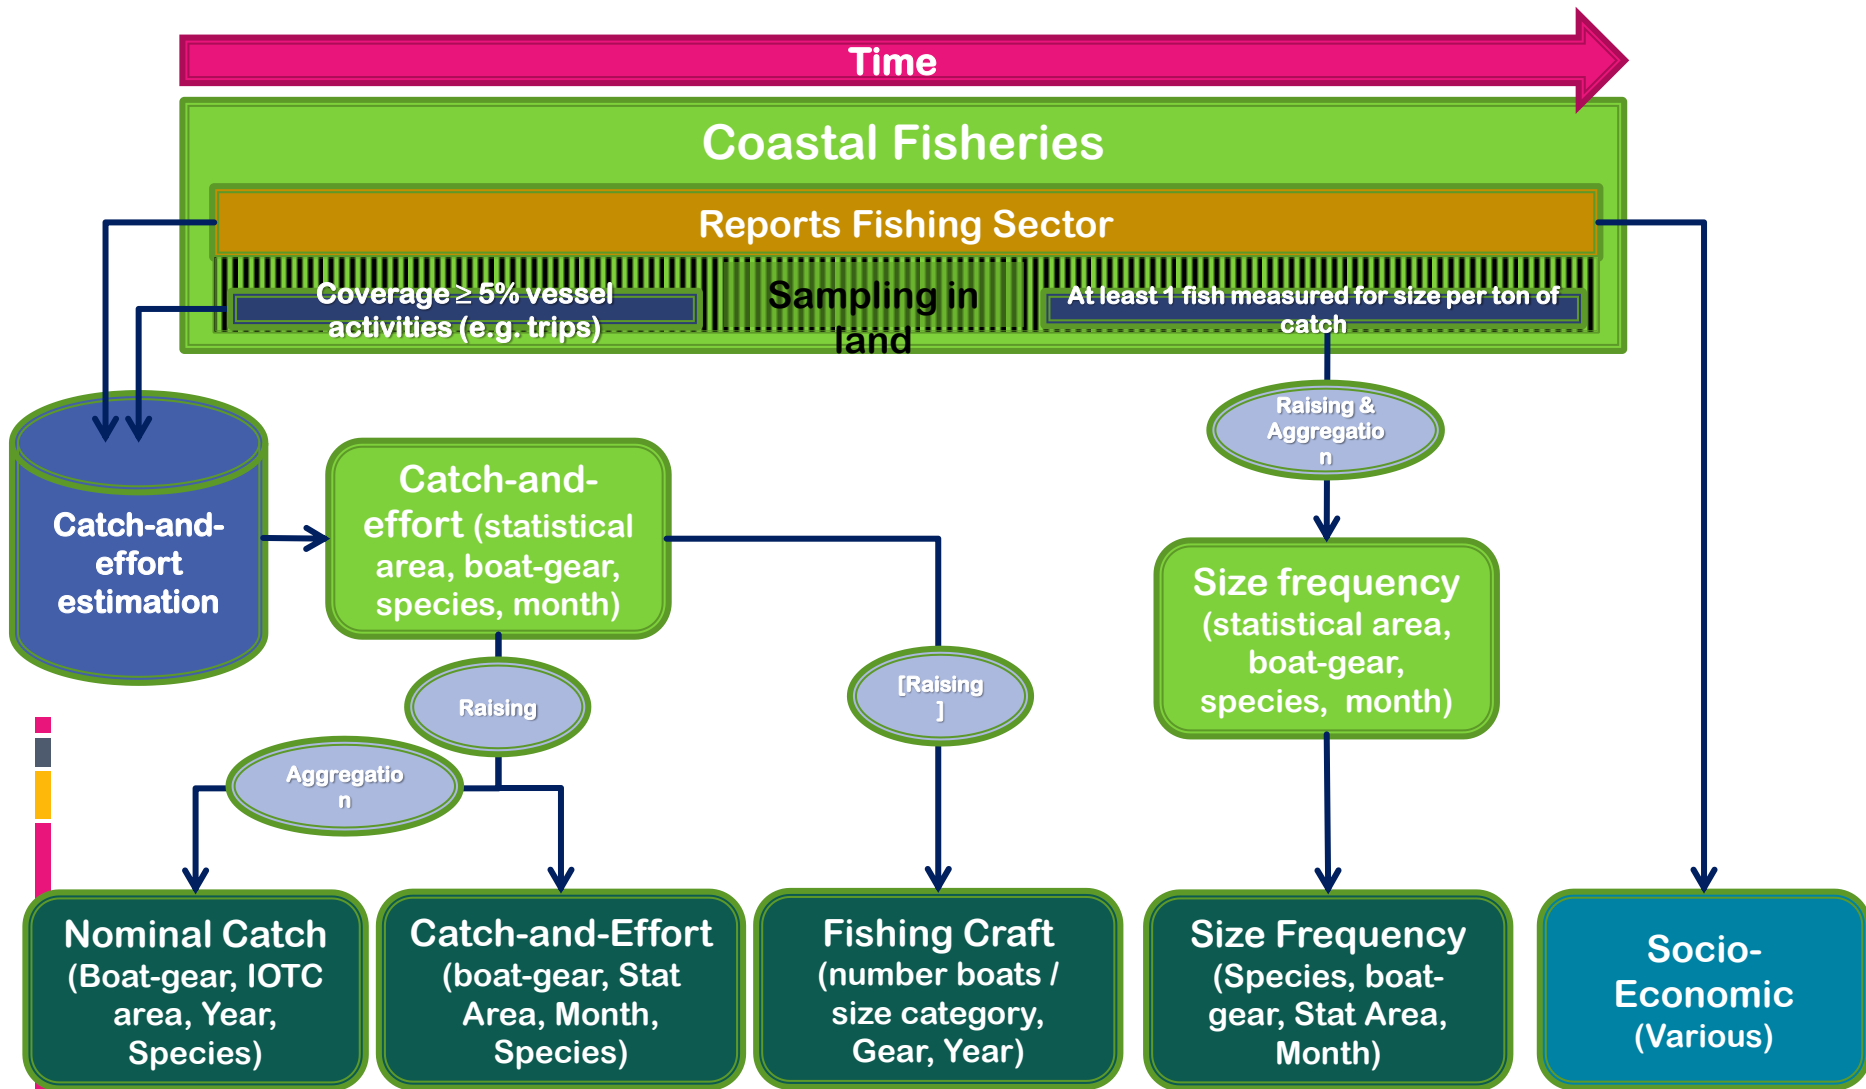 Time
Coastal Fisheries
Reports Fishing Sector
Coverage ≥ 5% vessel
activities (e.g. trips)
Sampling in
land
At least 1 fish measured for size per ton of
catch
Raising &
Aggregatio
n
Catch-and-
effort
estimation
Catch-and-
effort (statistical
area, boat-gear,
species, month)
Size frequency
(statistical area,
boat-gear,
species, month)
Raising
[Raising
]
Aggregatio
n
Nominal Catch
(Boat-gear, IOTC
area, Year,
Species)
Catch-and-Effort
(boat-gear, Stat
Area, Month,
Species)
Fishing Craft
(number boats /
size category,
Gear, Year)
Size Frequency
(Species, boat-
gear, Stat Area,
Month)
Socio-
Economic
(Various)